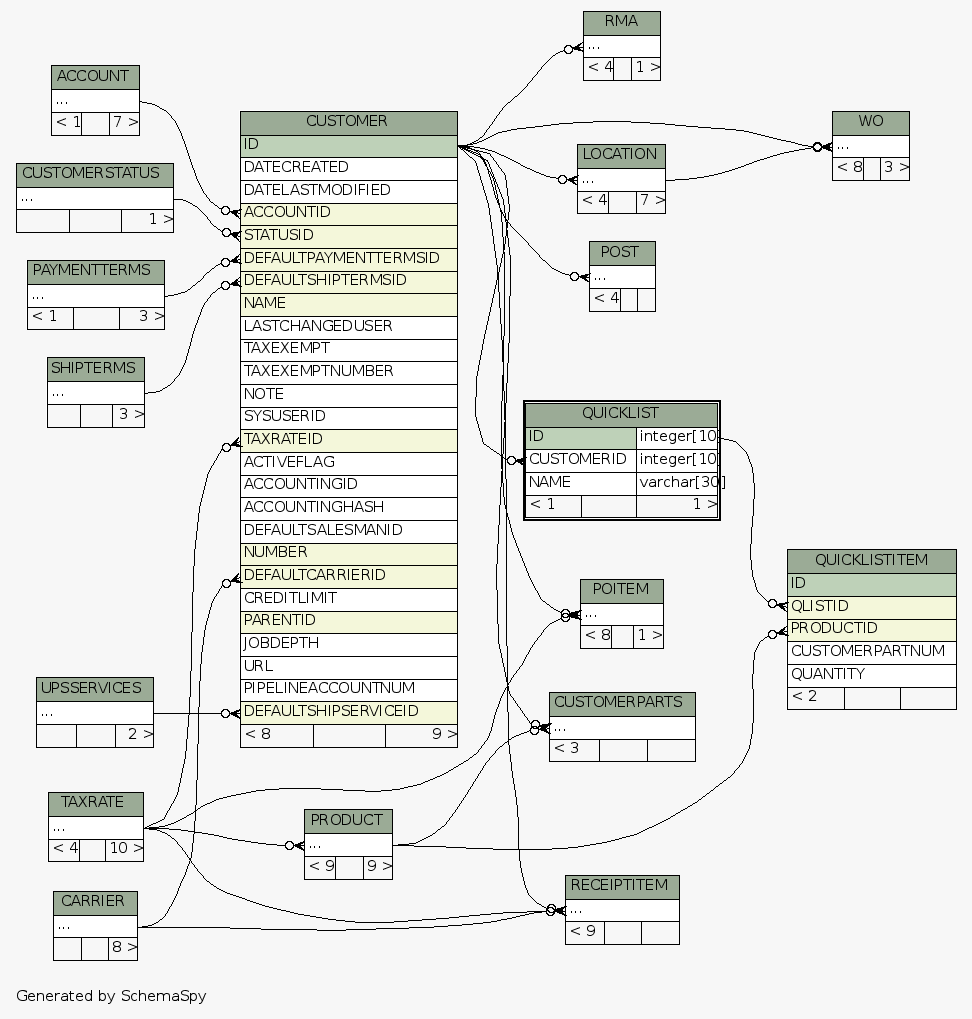 RMA
...
< 4 1 >
ACCOUNT
...
< 1 7 >
CUSTOMER
ID
DATECREATED
DATELASTMODIFIED
ACCOUNTID
STATUSID
DEFAULTPAYMENTTERMSID
DEFAULTSHIPTERMSID
NAME
LASTCHANGEDUSER
TAXEXEMPT
TAXEXEMPTNUMBER
NOTE
SYSUSERID
TAXRATEID
ACTIVEFLAG
ACCOUNTINGID
ACCOUNTINGHASH
DEFAULTSALESMANID
NUMBER
DEFAULTCARRIERID
CREDITLIMIT
PARENTID
JOBDEPTH
URL
PIPELINEACCOUNTNUM
DEFAULTSHIPSERVICEID
< 8 9 >
WO
...
< 8 3 >
LOCATION
...
< 4 7 >
CUSTOMERSTATUS
...
1 >
POST
...
< 4
PAYMENTTERMS
...
< 1 3 >
SHIPTERMS
...
3 >
QUICKLIST
ID integer[10]
CUSTOMERID integer[10]
NAME varchar[30]
< 1 1 >
QUICKLISTITEM
ID
QLISTID
PRODUCTID
CUSTOMERPARTNUM
QUANTITY
< 2
POITEM
...
< 8 1 >
UPSSERVICES
...
2 >
CUSTOMERPARTS
...
< 3
TAXRATE
...
< 4 10 >
PRODUCT
...
< 9 9 >
RECEIPTITEM
...
< 9
CARRIER
...
8 >
Generated by SchemaSpy